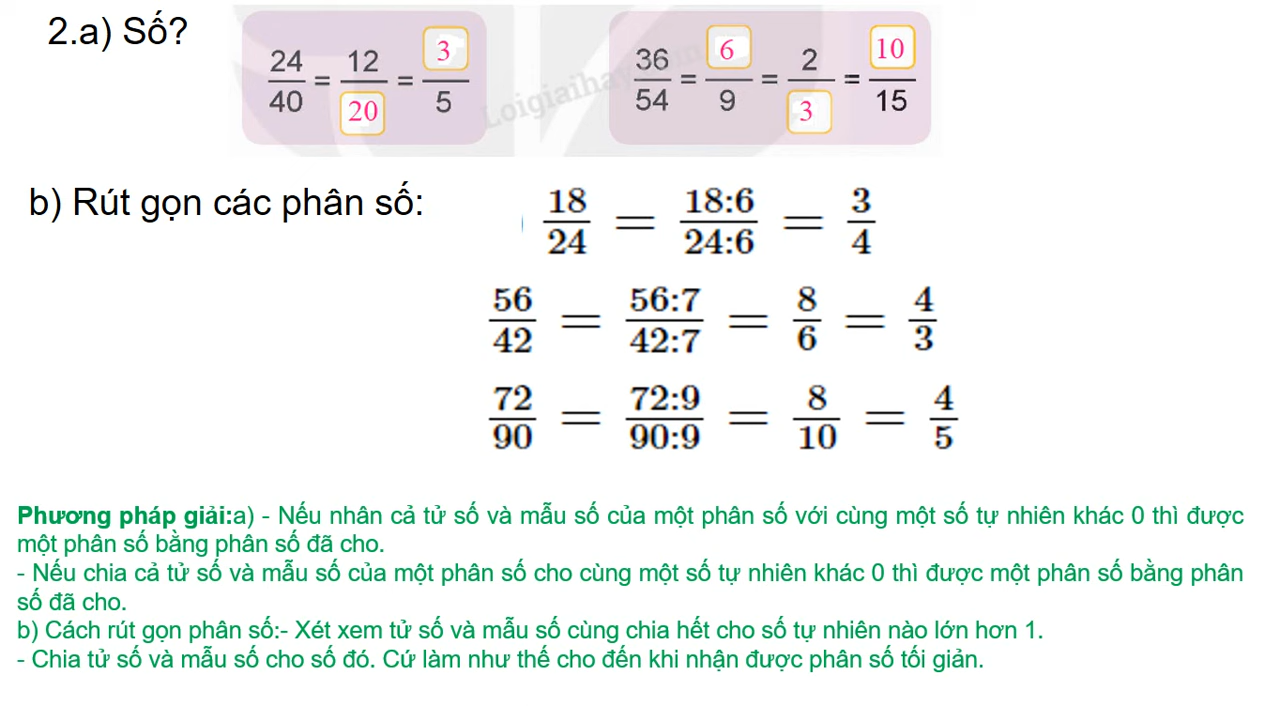 2.a) Số?
24/40 = 12/20 = 3/5
36/54 = 6/9 = 2/3 = 10/15
Loigiaihay.com
b) Rút gọn các phân số:
18/24 = 18:6/24:6 = 3/4
56/42 = 56:7/42:7 = 8/6 = 4/3
72/90 = 72:9/90:9 = 8/10 = 4/5
Phương pháp giải:a) - Nếu nhân cả tử số và mẫu số của một phân số với cùng một số tự nhiên khác 0 thì được
một phân số bằng phân số đã cho.
- Nếu chia cả tử số và mẫu số của một phân số cho cùng một số tự nhiên khác 0 thì được một phân số bằng phân
số đã cho.
b) Cách rút gọn phân số:- Xét xem tử số và mẫu số cùng chia hết cho số tự nhiên nào lớn hơn 1.
- Chia tử số và mẫu số cho số đó. Cứ làm như thế cho đến khi nhận được phân số tối giản.